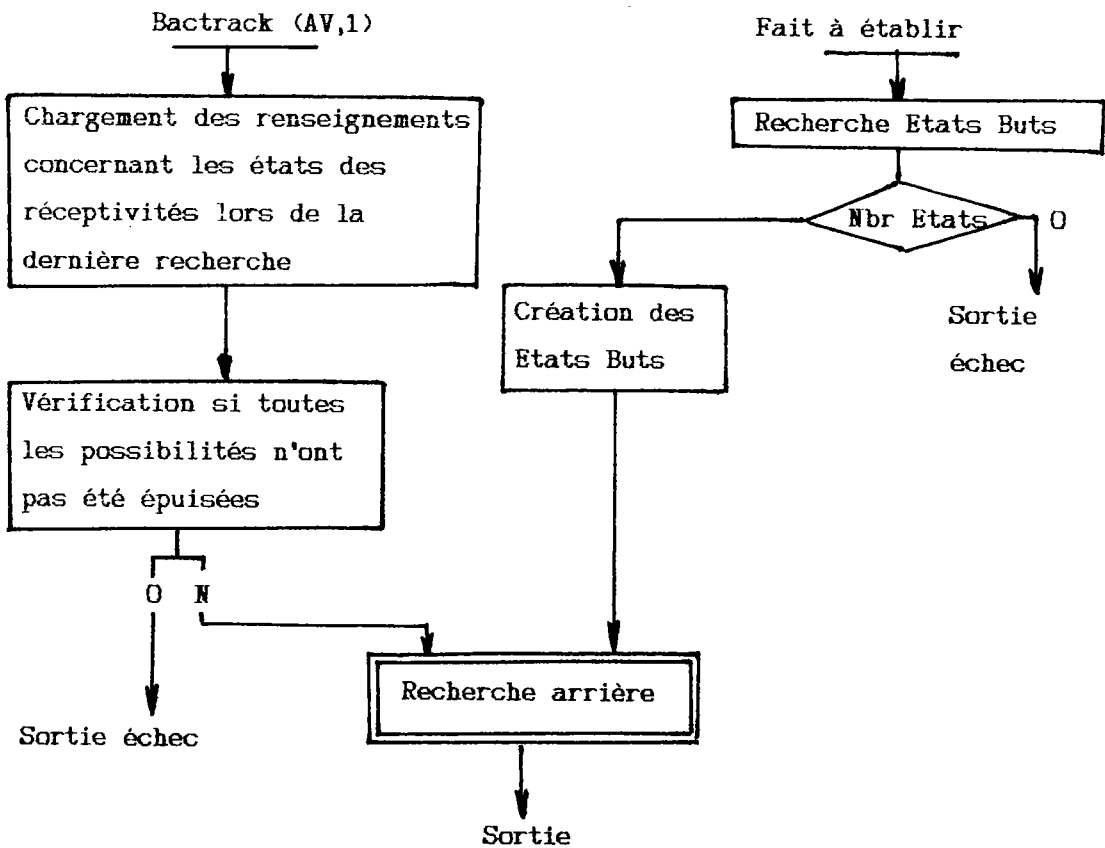 Bactrack (AV,1)
Chargement des renseignements
concernant les états des
réceptivités lors de la
dernière recherche
Vérification si toutes
les possibilités n'ont
pas été épuisées
O N
Sortie échec
Fait à établir
Recherche Etats Buts
Nbr Etats
O
Sortie
échec
Création des
Etats Buts
Recherche arrière
Sortie